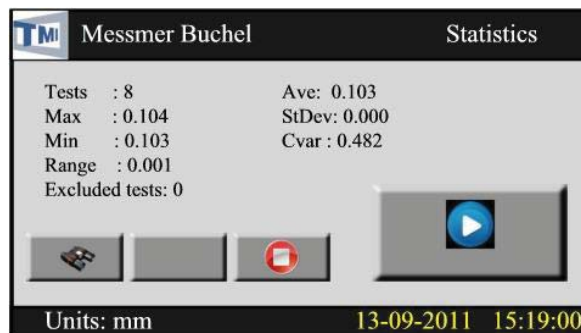 TMI Messmer Buchel Statistics
Tests : 8
Max : 0.104
Min : 0.103
Range : 0.001
Excluded tests: 0
Ave: 0.103
StDev: 0.000
Cvar : 0.482
Units: mm 13-09-2011 15:19:00